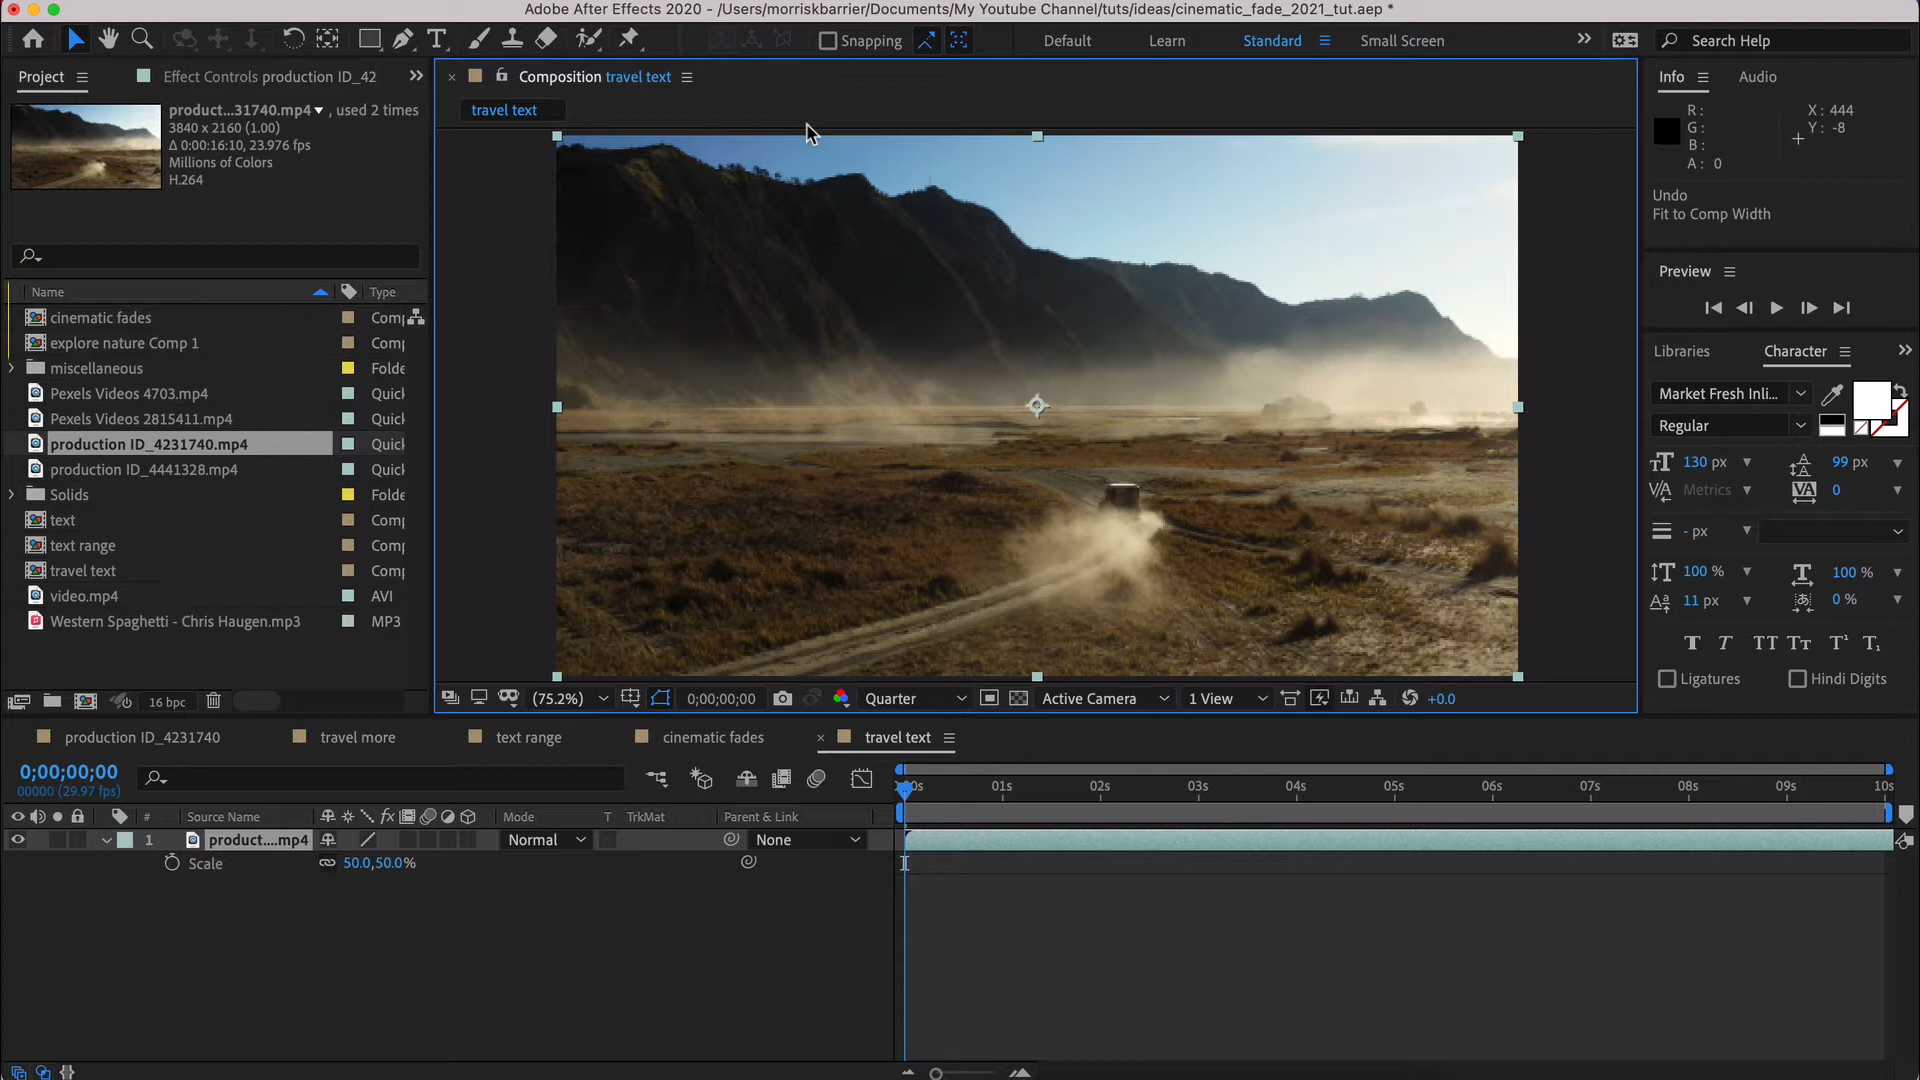 Adobe After Effects 2020 - /Users/morriskbarrier/Documents/My Youtube Channel/tuts/ideas/cinematic_fade_2021_tut.aep *
Snapping
Default
Learn
Standard
Small Screen
Search Help
Project
Effect Controls production ID_42
product...31740.mp4 , used 2 times
3840 x 2160 (1.00)
Δ 0:00:16:10, 23.976 fps
Millions of Colors
H.264
Name
Type
cinematic fades Comp
explore nature Comp 1 Comp
miscellaneous Folde
Pexels Videos 4703.mp4 Quick
Pexels Videos 2815411.mp4 Quick
production ID_4231740.mp4 Quick
production ID_4441328.mp4 Quick
Solids Folde
text Comp
text range Comp
travel text Comp
video.mp4 AVI
Western Spaghetti - Chris Haugen.mp3 MP3
16 bpc
Composition travel text
travel text
(75.2%)
0;00;00;00
Quarter
Active Camera
1 View
+0.0
Info
Audio
R :
G :
B :
A : 0
X : 444
Y : -8
Undo
Fit to Comp Width
Preview
Libraries
Character
Market Fresh Inli...
Regular
130 px
99 px
Metrics
0
- px
100 %
100 %
11 px
0 %
Ligatures
Hindi Digits
production ID_4231740
travel more
text range
cinematic fades
travel text
0;00;00;00
00000 (29.97 fps)
#
Source Name
Mode
T
TrkMat
Parent & Link
1
product....mp4
Normal
None
Scale
50.0,50.0%
01s
02s
03s
04s
05s
06s
07s
08s
09s
10s